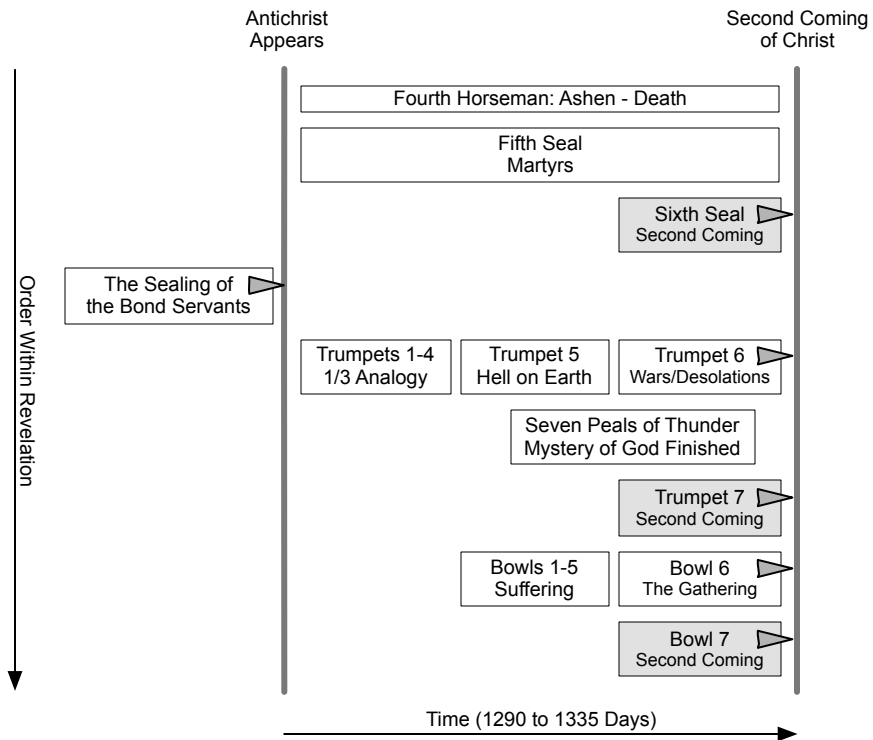 Antichrist
Appears
Second Coming
of Christ
Order Within Revelation
Fourth Horseman: Ashen - Death
Fifth Seal
Martyrs
Sixth Seal
Second Coming
The Sealing of
the Bond Servants
Trumpets 1-4
1/3 Analogy
Trumpet 5
Hell on Earth
Trumpet 6
Wars/Desolations
Seven Peals of Thunder
Mystery of God Finished
Trumpet 7
Second Coming
Bowls 1-5
Suffering
Bowl 6
The Gathering
Bowl 7
Second Coming
Time (1290 to 1335 Days)